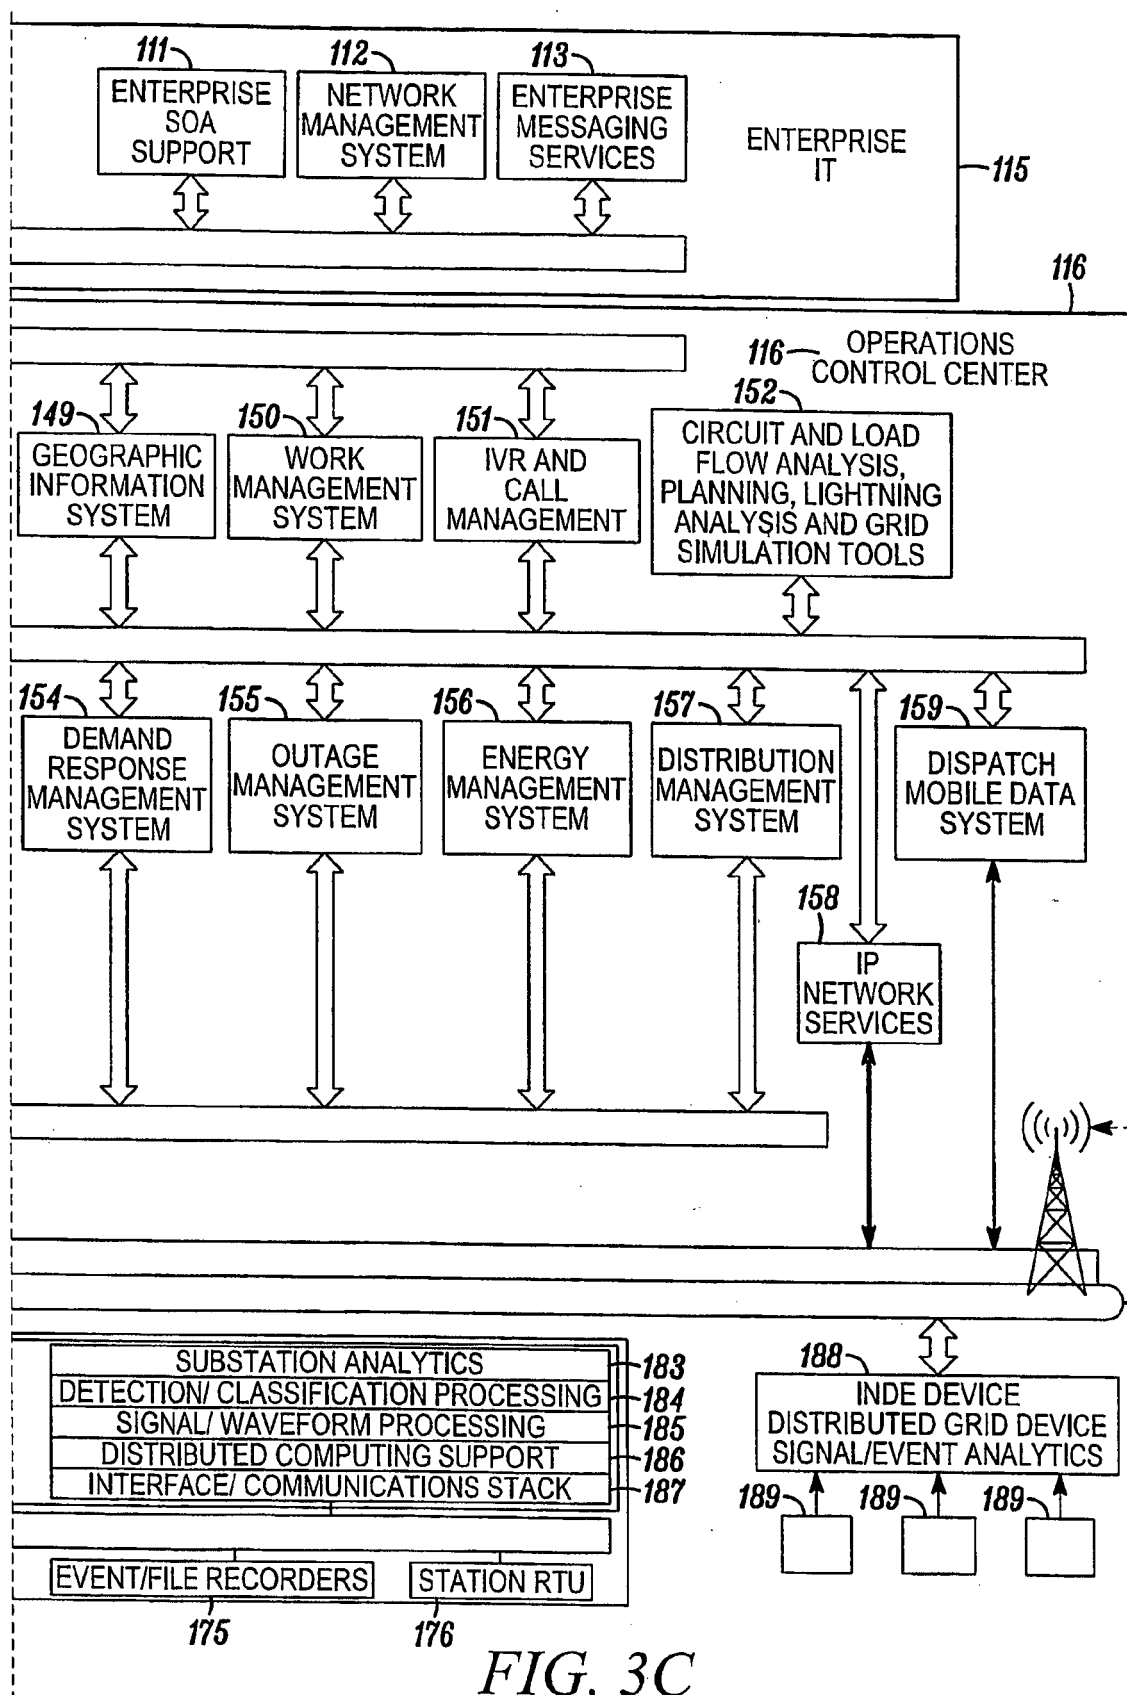 111
112
113
ENTERPRISE
SOA
SUPPORT
NETWORK
MANAGEMENT
SYSTEM
ENTERPRISE
MESSAGING
SERVICES
ENTERPRISE
IT
115
116
116
OPERATIONS
CONTROL CENTER
149
150
151
152
GEOGRAPHIC
INFORMATION
SYSTEM
WORK
MANAGEMENT
SYSTEM
IVR AND
CALL
MANAGEMENT
CIRCUIT AND LOAD
FLOW ANALYSIS,
PLANNING, LIGHTNING
ANALYSIS AND GRID
SIMULATION TOOLS
154
155
156
157
159
DEMAND
RESPONSE
MANAGEMENT
SYSTEM
OUTAGE
MANAGEMENT
SYSTEM
ENERGY
MANAGEMENT
SYSTEM
DISTRIBUTION
MANAGEMENT
SYSTEM
DISPATCH
MOBILE DATA
SYSTEM
158
IP
NETWORK
SERVICES
SUBSTATION ANALYTICS
183
DETECTION/ CLASSIFICATION PROCESSING
184
SIGNAL/ WAVEFORM PROCESSING
185
DISTRIBUTED COMPUTING SUPPORT
186
INTERFACE/ COMMUNICATIONS STACK
187
188
INDE DEVICE
DISTRIBUTED GRID DEVICE
SIGNAL/EVENT ANALYTICS
189
189
189
EVENT/FILE RECORDERS
STATION RTU
175
176
FIG. 3C